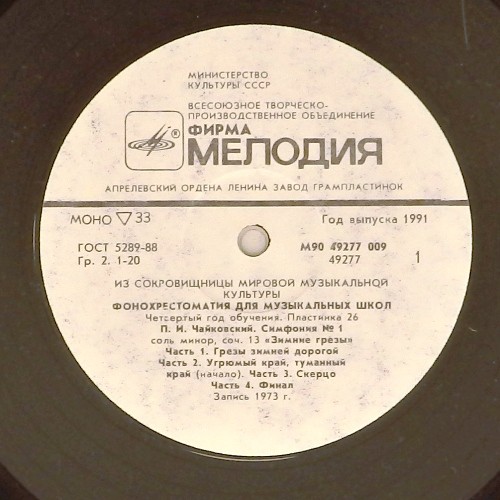 МИНИСТЕРСТВО
КУЛЬТУРЫ СССР
ВСЕСОЮЗНОЕ ТВОРЧЕСКО-
ПРОИЗВОДСТВЕННОЕ ОБЪЕДИНЕНИЕ
®
ФИРМА
МЕЛОДИЯ
АПРЕЛЕВСКИЙ ОРДЕНА ЛЕНИНА ЗАВОД ГРАМПЛАСТИНОК
МОНО ▽ 33
Год выпуска 1991
ГОСТ 5289-88
М90 49277 009
Гр. 2. 1-20
49277
1
ИЗ СОКРОВИЩНИЦЫ МИРОВОЙ МУЗЫКАЛЬНОЙ
КУЛЬТУРЫ
ФОНОХРЕСТОМАТИЯ ДЛЯ МУЗЫКАЛЬНЫХ ШКОЛ
Четвертый год обучения. Пластинка 26
П. И. Чайковский. Симфония № 1
соль минор, соч. 13 «Зимние грезы»
Часть 1. Грезы зимней дорогой
Часть 2. Угрюмый край, туманный
край (начало). Часть 3. Скерцо
Часть 4. Финал
Запись 1973 г.